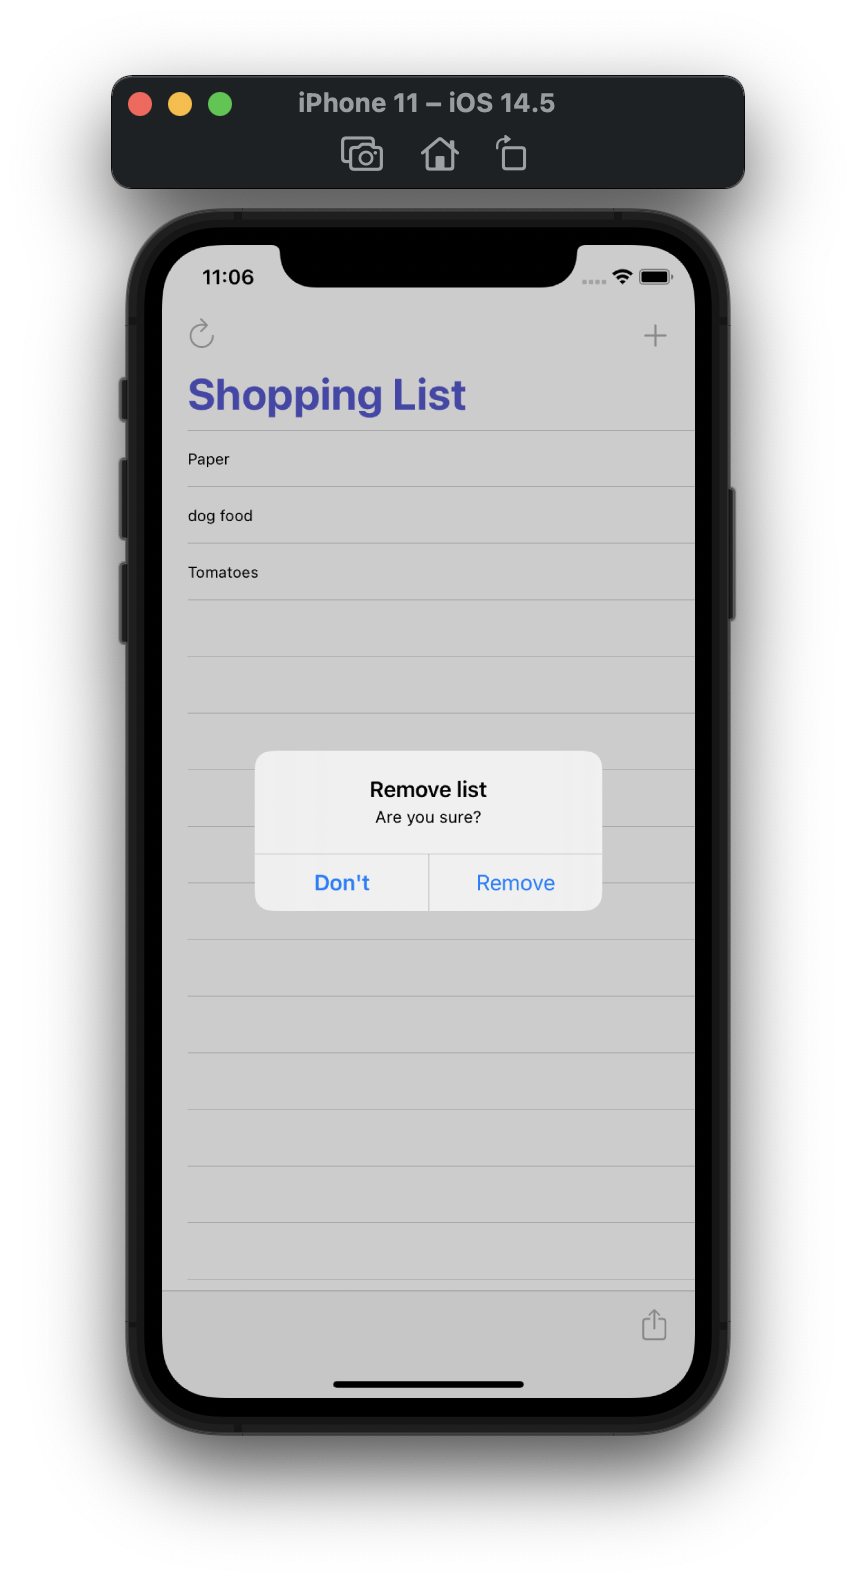 iPhone 11 – iOS 14.5
11:06
Shopping List
Paper
dog food
Tomatoes
Remove list
Are you sure?
Don't
Remove